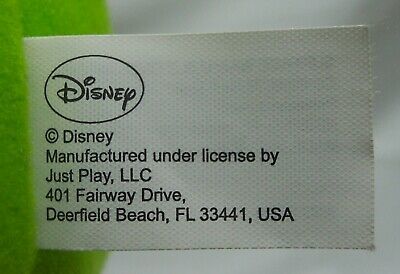 Disney
© Disney
Manufactured under license by
Just Play, LLC
401 Fairway Drive,
Deerfield Beach, FL 33441, USA